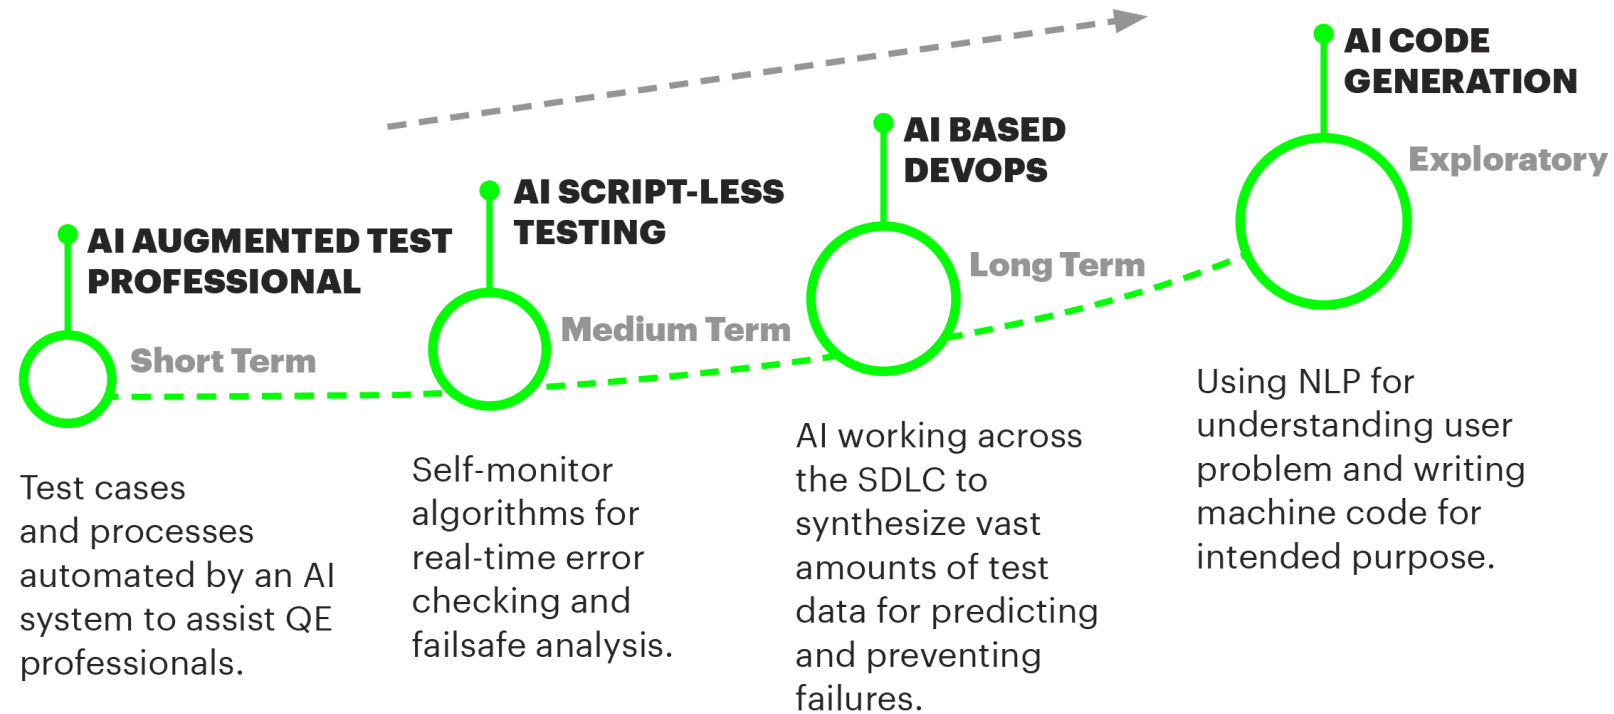 AI AUGMENTED TEST
PROFESSIONAL
Short Term
Test cases
and processes
automated by an AI
system to assist QE
professionals.
AI SCRIPT-LESS
TESTING
Medium Term
Self-monitor
algorithms for
real-time error
checking and
failsafe analysis.
AI BASED
DEVOPS
Long Term
AI working across
the SDLC to
synthesize vast
amounts of test
data for predicting
and preventing
failures.
AI CODE
GENERATION
Exploratory
Using NLP for
understanding user
problem and writing
machine code for
intended purpose.